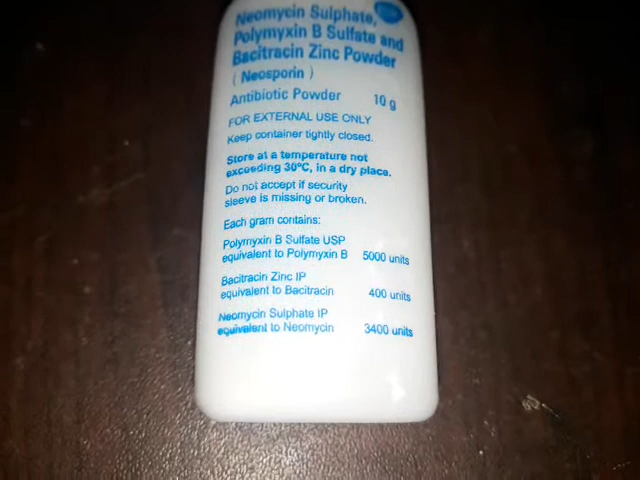 Neomycin Sulphate,
Polymyxin B Sulfate and
Bacitracin Zinc Powder
( Neosporin )
Antibiotic Powder 10 g
FOR EXTERNAL USE ONLY
Keep container tightly closed.
Store at a temperature not
exceeding 30°C, in a dry place.
Do not accept if security
sleeve is missing or broken.
Each gram contains:
Polymyxin B Sulfate USP
equivalent to Polymyxin B 5000 units
Bacitracin Zinc IP
equivalent to Bacitracin 400 units
Neomycin Sulphate IP
equivalent to Neomycin 3400 units